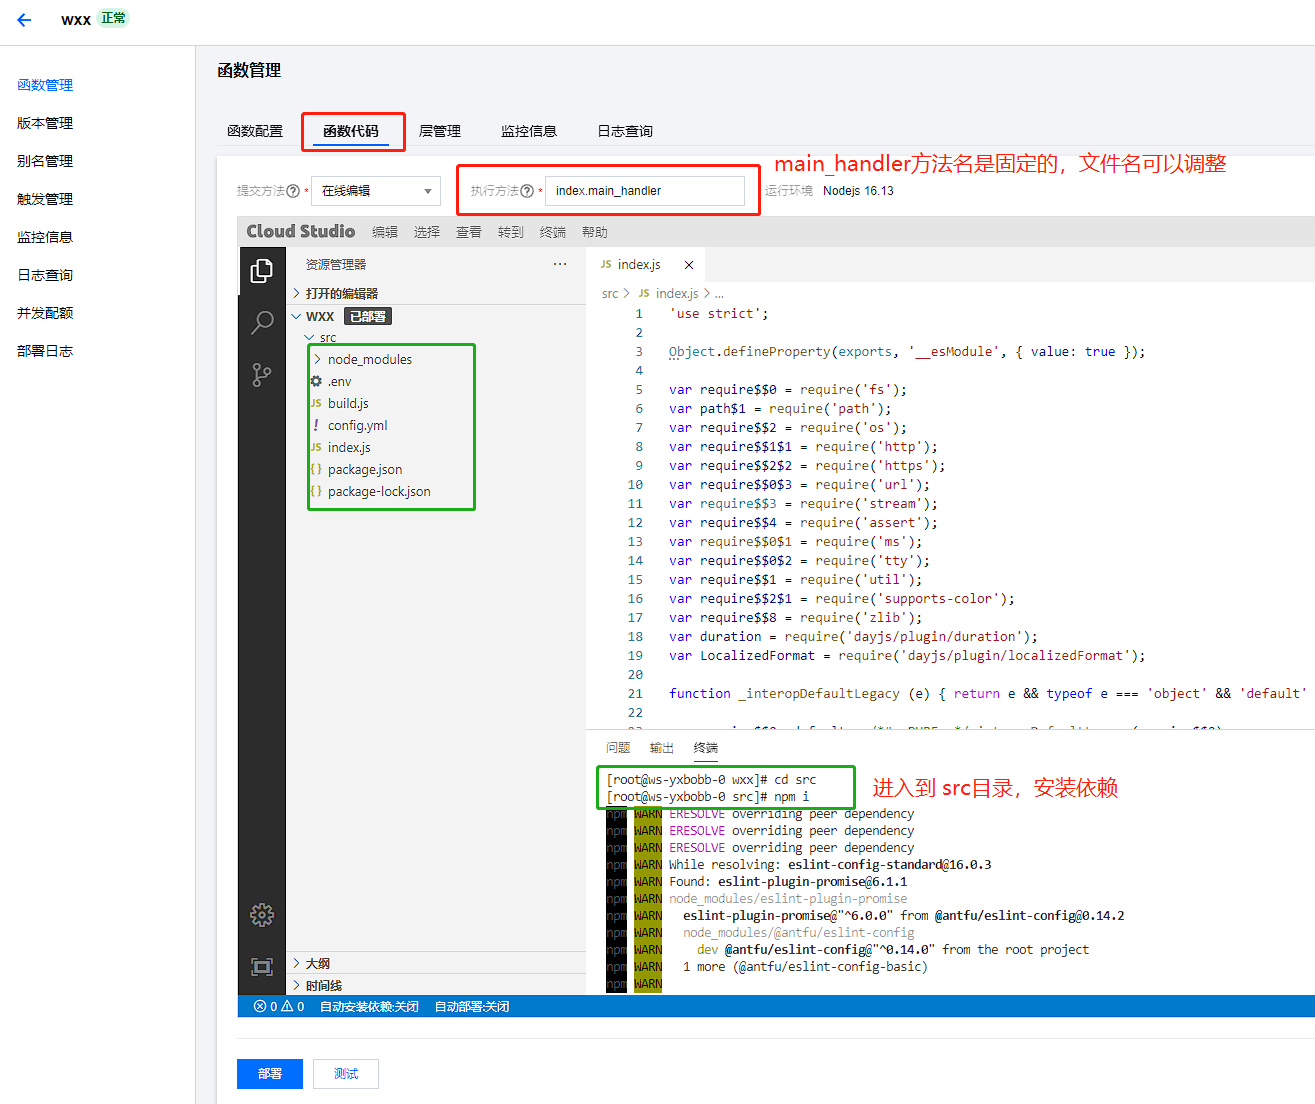 wxx 正常
函数管理
版本管理
别名管理
触发管理
监控信息
日志查询
并发配额
部署日志
函数管理
函数配置 函数代码 层管理 监控信息 日志查询
main_handler方法名是固定的，文件名可以调整
提交方法 * 在线编辑 执行方法 * index.main_handler 运行环境 Nodejs 16.13
Cloud Studio 编辑 选择 查看 转到 终端 帮助
资源管理器 ...
打开的编辑器
WXX 已部署
src
node_modules
.env
build.js
config.yml
index.js
package.json
package-lock.json
大纲
时间线
JS index.js
src > JS index.js > ...
1 'use strict';
2
3 Object.defineProperty(exports, '__esModule', { value: true });
4
5 var require$$0 = require('fs');
6 var path$1 = require('path');
7 var require$$2 = require('os');
8 var require$$1$1 = require('http');
9 var require$$2$2 = require('https');
10 var require$$0$3 = require('url');
11 var require$$3 = require('stream');
12 var require$$4 = require('assert');
13 var require$$0$1 = require('ms');
14 var require$$0$2 = require('tty');
15 var require$$1 = require('util');
16 var require$$2$1 = require('supports-color');
17 var require$$8 = require('zlib');
18 var duration = require('dayjs/plugin/duration');
19 var LocalizedFormat = require('dayjs/plugin/localizedFormat');
20
21 function _interopDefaultLegacy (e) { return e && typeof e === 'object' && 'default'
22
问题 输出 终端
[root@ws-yxbobb-0 wxx]# cd src
[root@ws-yxbobb-0 src]# npm i
进入到 src目录，安装依赖
npm WARN ERESOLVE overriding peer dependency
npm WARN ERESOLVE overriding peer dependency
npm WARN ERESOLVE overriding peer dependency
npm WARN While resolving: eslint-config-standard@16.0.3
npm WARN Found: eslint-plugin-promise@6.1.1
npm WARN node_modules/eslint-plugin-promise
npm WARN eslint-plugin-promise@"^6.0.0" from @antfu/eslint-config@0.14.2
npm WARN node_modules/@antfu/eslint-config
npm WARN dev @antfu/eslint-config@"^0.14.0" from the root project
npm WARN 1 more (@antfu/eslint-config-basic)
npm WARN
0 0 自动安装依赖:关闭 自动部署:关闭
部署 测试